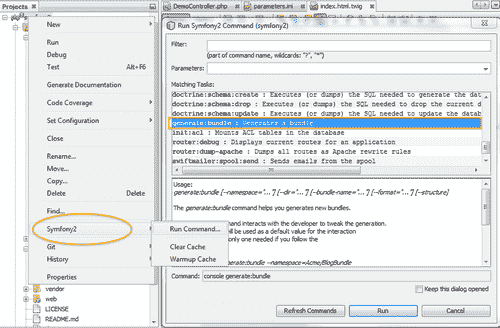 Projects
DemoController.php
parameters.ini
index.html.twig
New
Run
Debug
Test Alt+F6
Generate Documentation
Code Coverage
Set Configuration
Close
Rename...
Move...
Copy...
Delete Delete
Find...
Symfony2
Git
History
Properties
vendor
web
LICENSE
README.md
Run Command...
Clear Cache
Warmup Cache
Run Symfony2 Command (symfony2)
Filter:
(part of command name, wildcards: "?", "*")
Parameters:
Matching Tasks:
doctrine:schema:create : Executes (or dumps) the SQL needed to generate the dat
doctrine:schema:drop : Executes (or dumps) the SQL needed to drop the current d
doctrine:schema:update : Executes (or dumps) the SQL needed to update the datab
generate:bundle : Generates a bundle
init:acl : Mounts ACL tables in the database
router:debug : Displays current routes for an application
router:dump-apache : Dumps all routes as Apache rewrite rules
swiftmailer:spool:send : Sends emails from the spool
Usage:
generate:bundle [--namespace="..."] [--dir="..."] [--bundle-name="..."] [--format="..."] [--structure]
The generate:bundle command helps you generates new bundles.
command interacts with the developer to tweak the generation.
ill be used as a default value for the interaction
only one needed if you follow the
generate:bundle --namespace=Acme/BlogBundle
Command: console generate:bundle
Keep this dialog opened
Refresh Commands
Run
Cancel